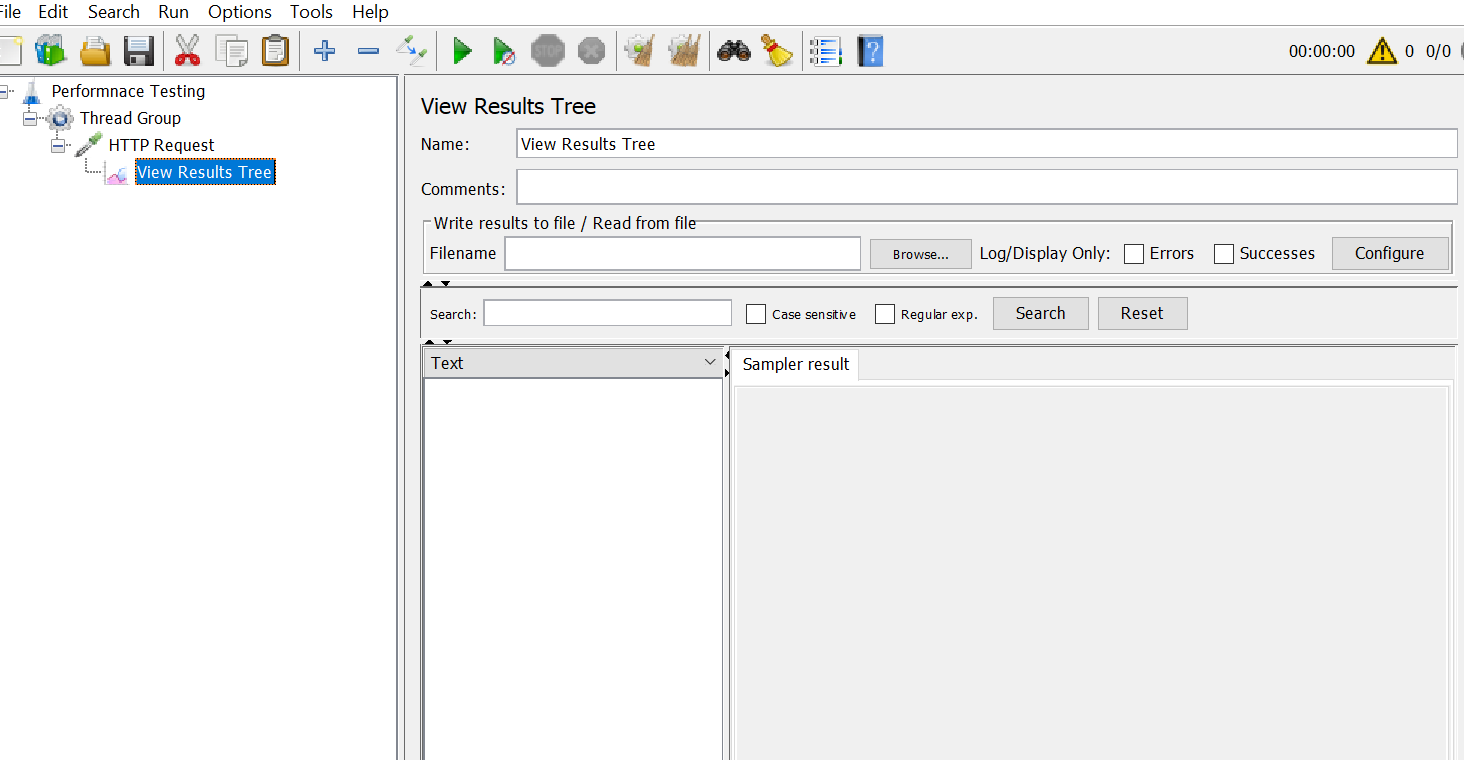 File Edit Search Run Options Tools Help
STOP
00:00:00 0 0/0
Performnace Testing
Thread Group
HTTP Request
View Results Tree
View Results Tree
Name: View Results Tree
Comments:
Write results to file / Read from file
Filename Browse... Log/Display Only: Errors Successes Configure
Search: Case sensitive Regular exp. Search Reset
Text
Sampler result